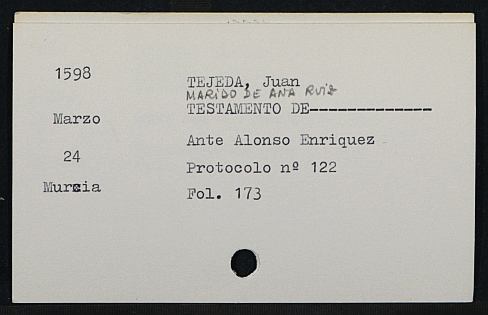 1598
TEJEDA, Juan
MARIDO DE ANA RUIZ
TESTAMENTO DE-------------
Marzo
Ante Alonso Enriquez
24
Protocolo nº 122
Murcia
Fol. 173